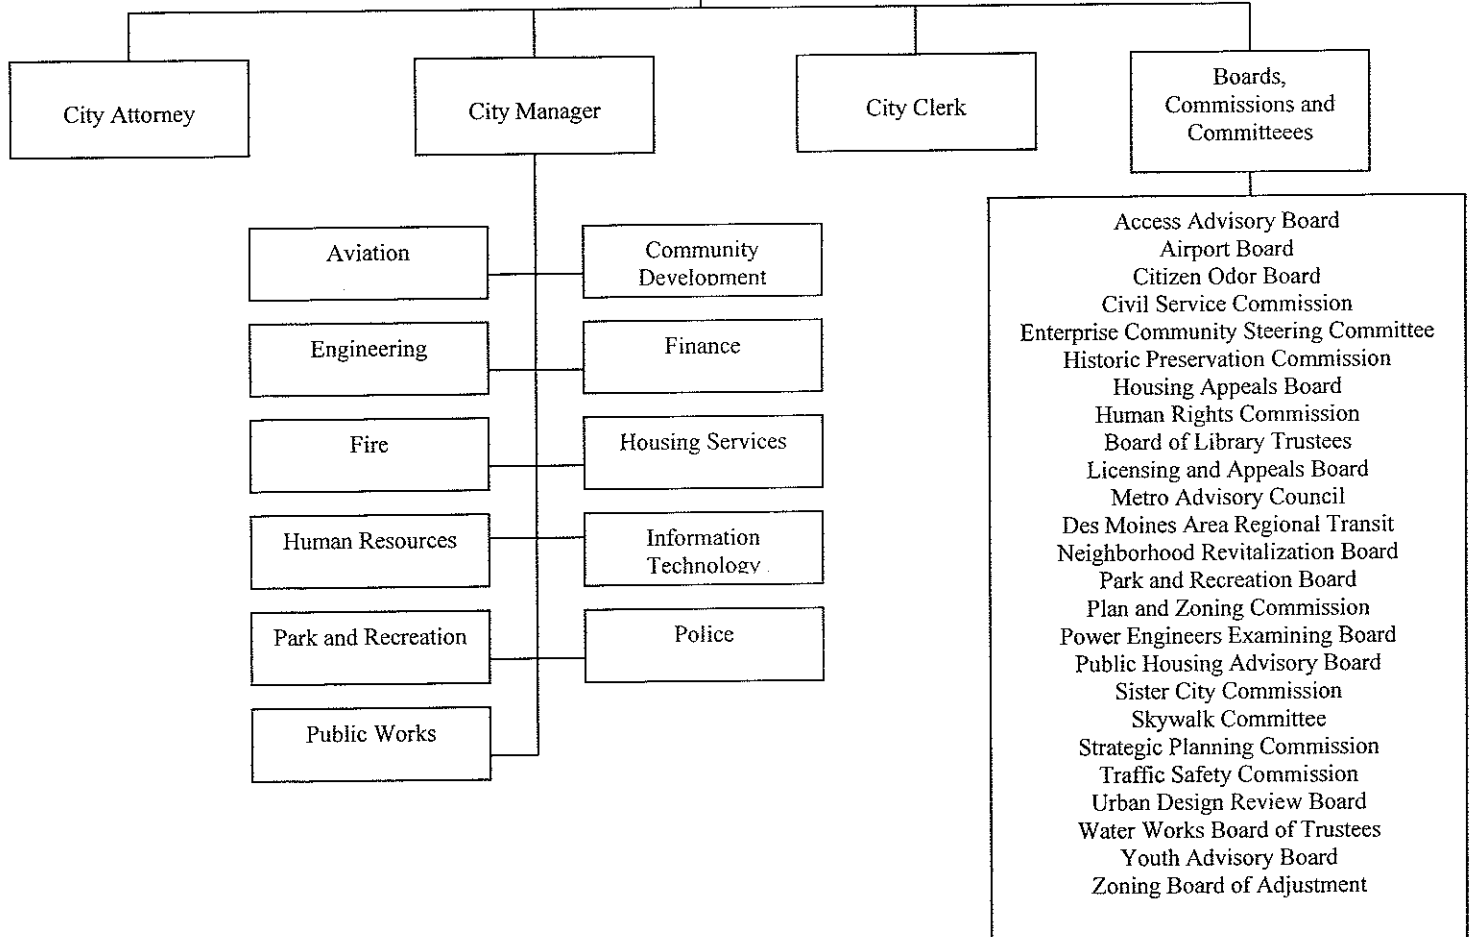 City Attorney
City Manager
City Clerk
Boards,
Commissions and
Committeees
Aviation
Community
Development
Engineering
Finance
Fire
Housing Services
Human Resources
Information
Technology
Park and Recreation
Police
Public Works
Access Advisory Board
Airport Board
Citizen Odor Board
Civil Service Commission
Enterprise Community Steering Committee
Historic Preservation Commission
Housing Appeals Board
Human Rights Commission
Board of Library Trustees
Licensing and Appeals Board
Metro Advisory Council
Des Moines Area Regional Transit
Neighborhood Revitalization Board
Park and Recreation Board
Plan and Zoning Commission
Power Engineers Examining Board
Public Housing Advisory Board
Sister City Commission
Skywalk Committee
Strategic Planning Commission
Traffic Safety Commission
Urban Design Review Board
Water Works Board of Trustees
Youth Advisory Board
Zoning Board of Adjustment